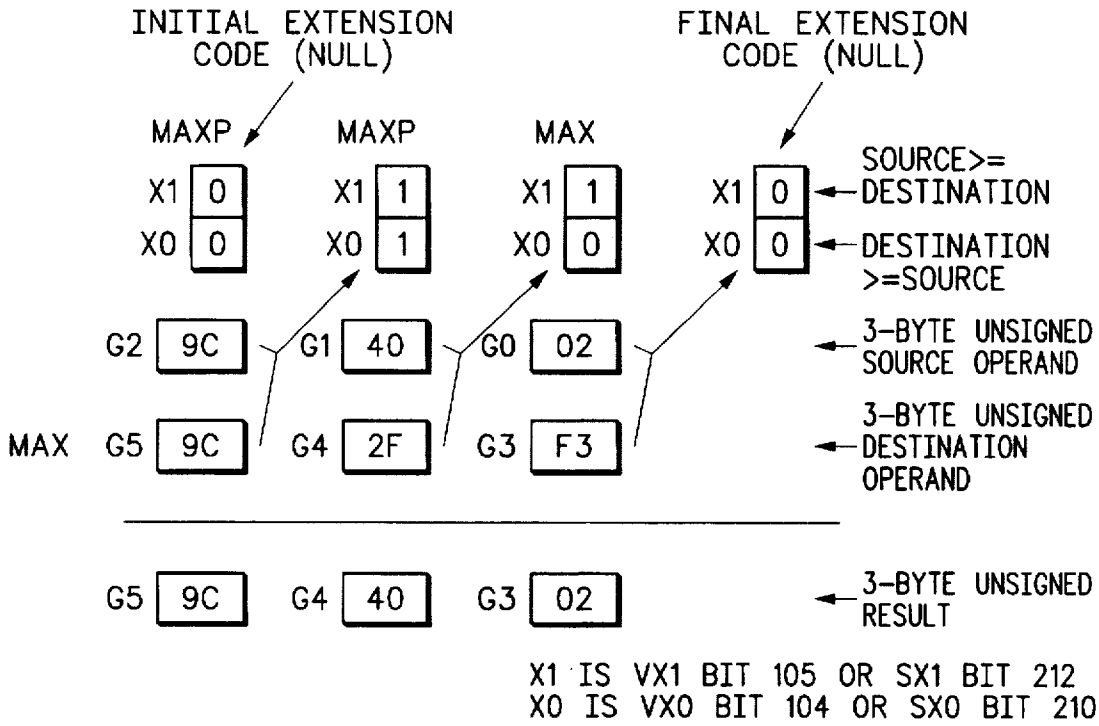 INITIAL EXTENSION
CODE (NULL)
FINAL EXTENSION
CODE (NULL)
MAXP MAXP MAX
X1 0 X1 1 X1 1 X1 0 SOURCE>=
DESTINATION
X0 0 X0 1 X0 0 X0 0 DESTINATION
>=SOURCE
G2 9C G1 40 G0 02 3-BYTE UNSIGNED
SOURCE OPERAND
MAX G5 9C G4 2F G3 F3 3-BYTE UNSIGNED
DESTINATION
OPERAND
G5 9C G4 40 G3 02 3-BYTE UNSIGNED
RESULT
X1 IS VX1 BIT 105 OR SX1 BIT 212
X0 IS VX0 BIT 104 OR SX0 BIT 210